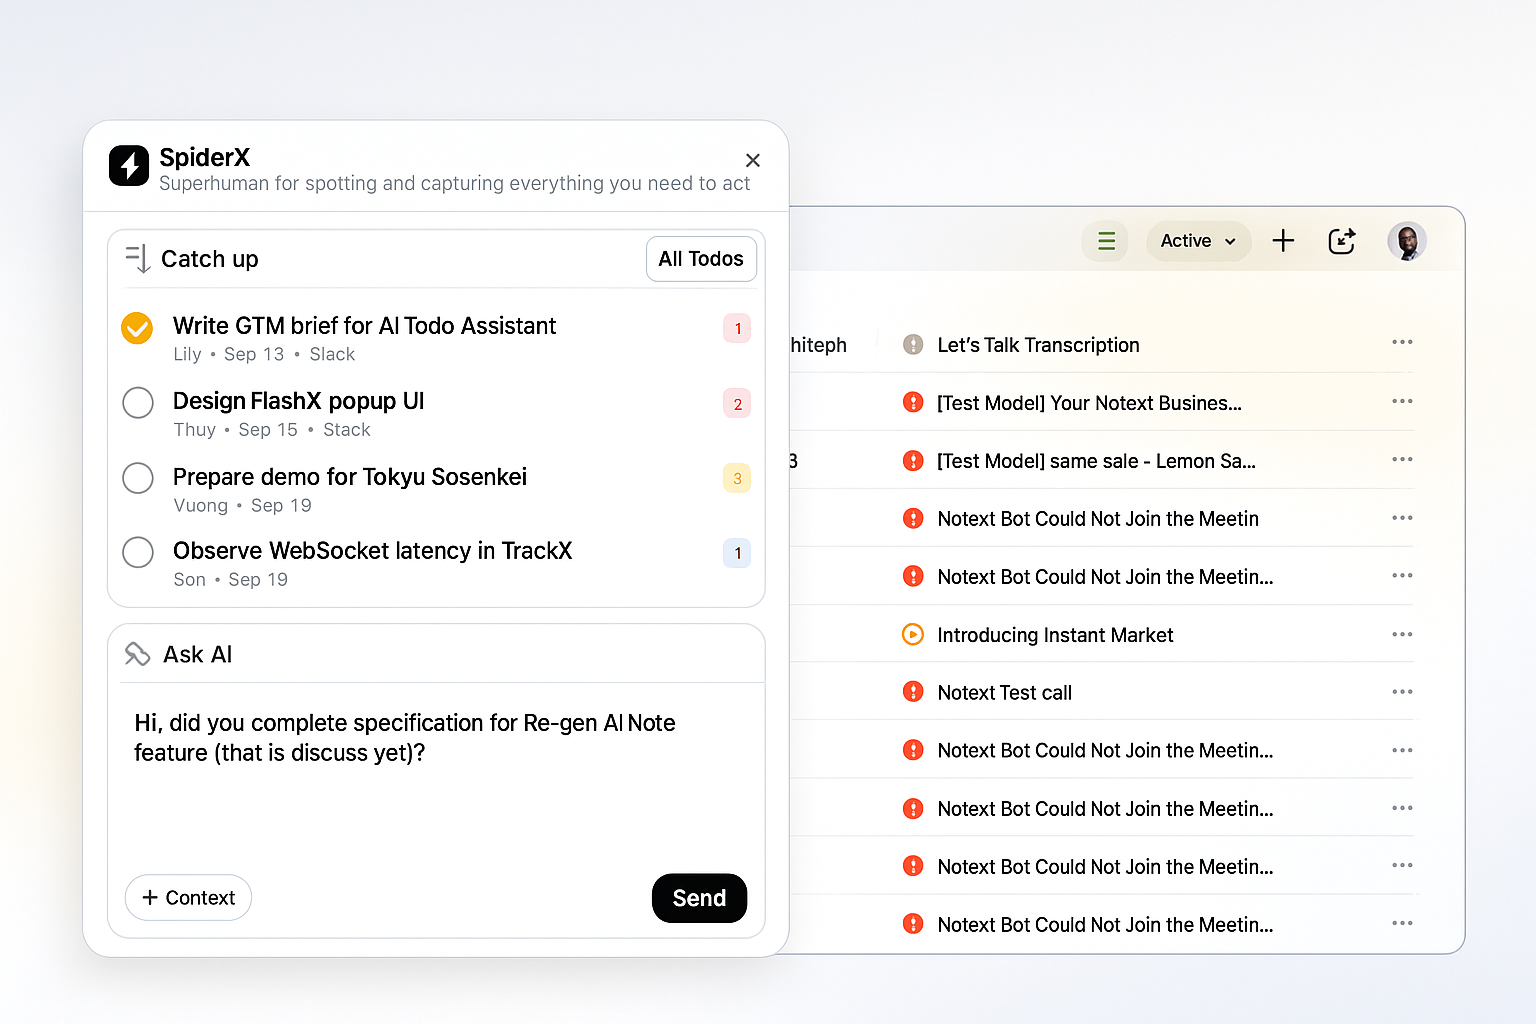 SpiderX
Superhuman for spotting and capturing everything you need to act
Catch up
All Todos
Write GTM brief for AI Todo Assistant
1
Lily • Sep 13 • Slack
Design FlashX popup UI
2
Thuy • Sep 15 • Stack
Prepare demo for Tokyu Sosenkei
3
Vuong • Sep 19
Observe WebSocket latency in TrackX
1
Son • Sep 19
Ask AI
Hi, did you complete specification for Re-gen AI Note
feature (that is discuss yet)?
+ Context
Send
Active
hiteph
Let's Talk Transcription
[Test Model] Your Notext Busines...
3
[Test Model] same sale - Lemon Sa...
Notext Bot Could Not Join the Meetin
Notext Bot Could Not Join the Meetin...
Introducing Instant Market
Notext Test call
Notext Bot Could Not Join the Meetin...
Notext Bot Could Not Join the Meetin...
Notext Bot Could Not Join the Meetin...
Notext Bot Could Not Join the Meetin...